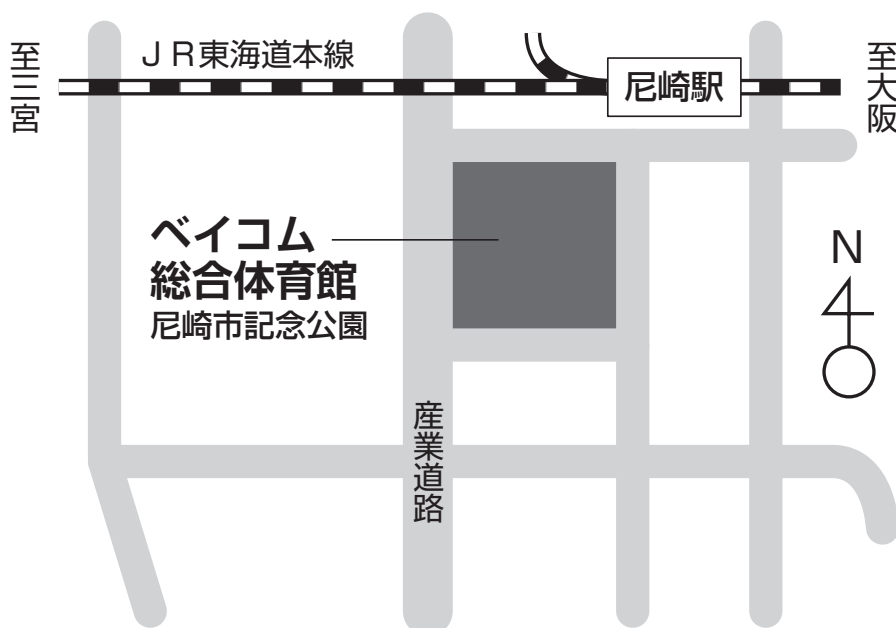 至三宮
ＪＲ東海道本線
尼崎駅
至大阪
ベイコム
総合体育館
尼崎市記念公園
N
産業道路